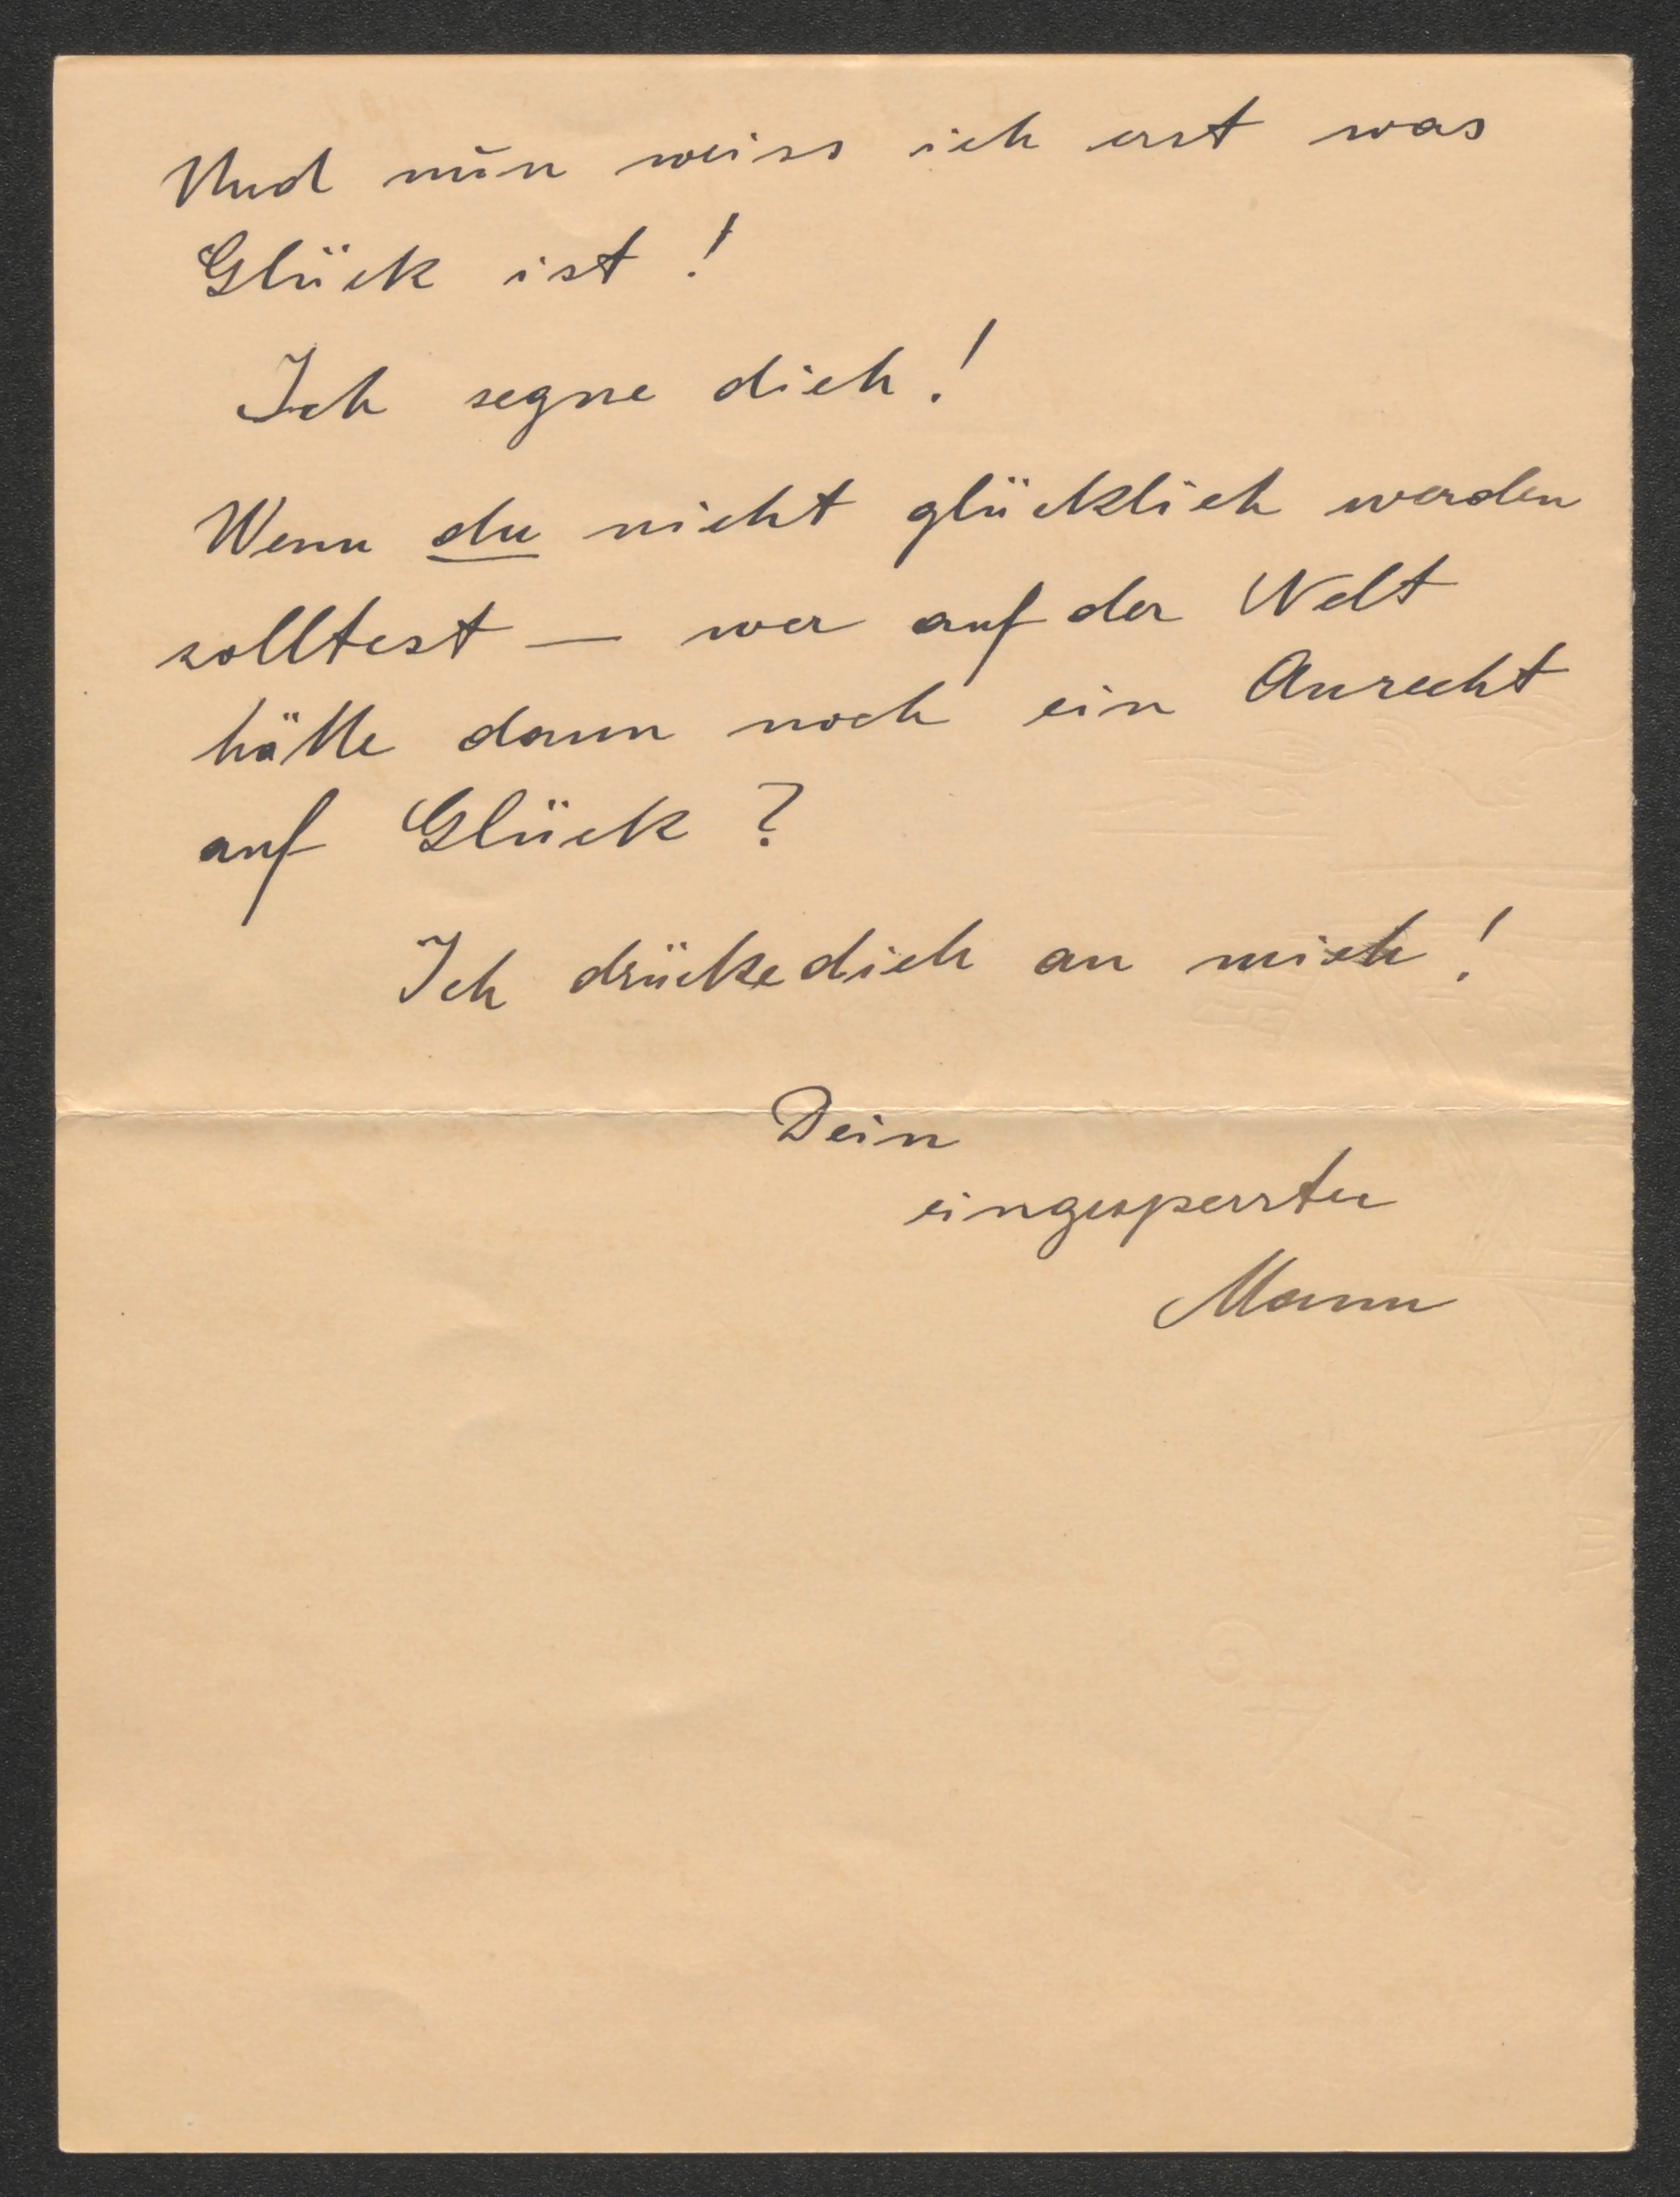 Und nun weiss ich erst was
Glück ist!
Ich segne dich!
Wenn du nicht glücklich werden
solltest — wer auf der Welt
hätte dann noch ein Anrecht
auf Glück?
Ich drücke dich an mich!
Dein
eingesperrter
Mann